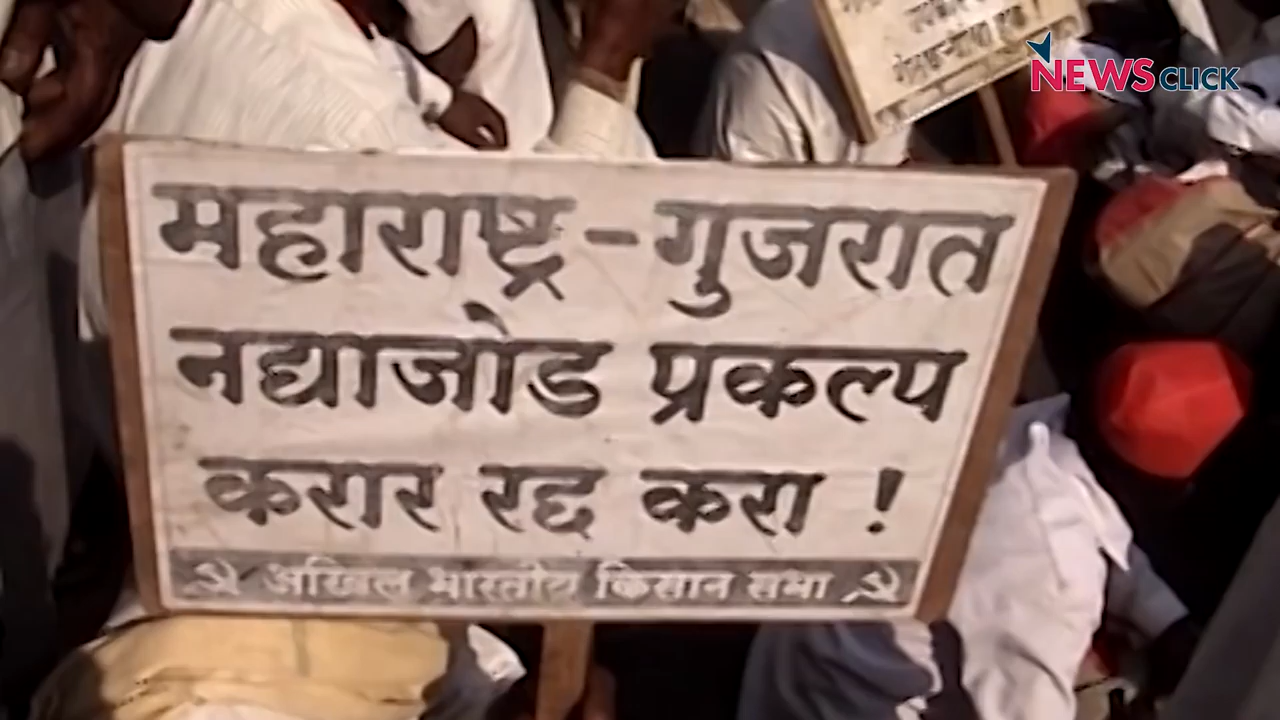 NEWSCLICK
महाराष्ट्र-गुजरात
नद्याजोड प्रकल्प
करार रद्द करा !
अखिल भारतीय किसान सभा